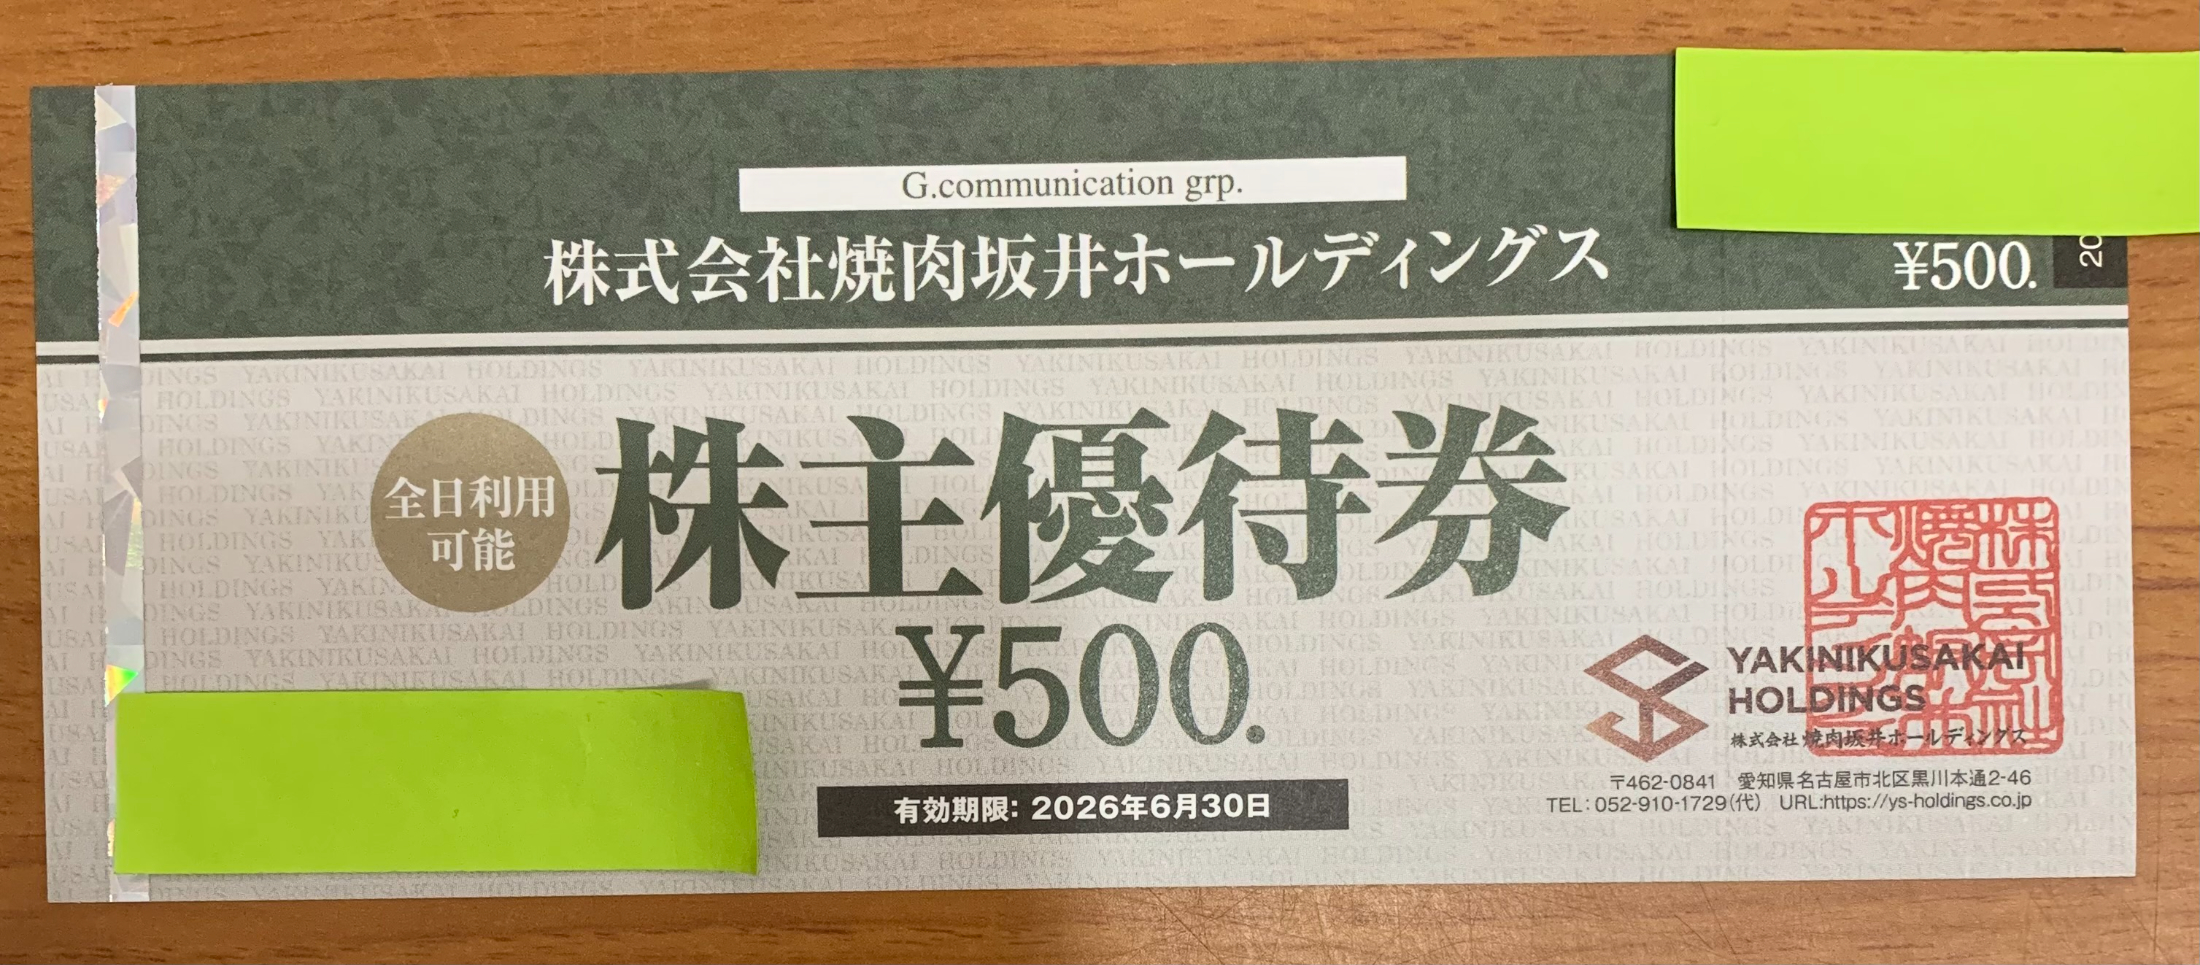 G.communication grp.
株式会社焼肉坂井ホールディングス
¥500.
20
全日利用
可能
株主優待券
¥500.
有効期限: 2026年6月30日
YAKINIKUSAKAI
HOLDINGS
株式会社 焼肉坂井ホールディングス
〒462-0841 愛知県名古屋市北区黒川本通2-46
TEL:052-910-1729(代) URL:https://ys-holdings.co.jp